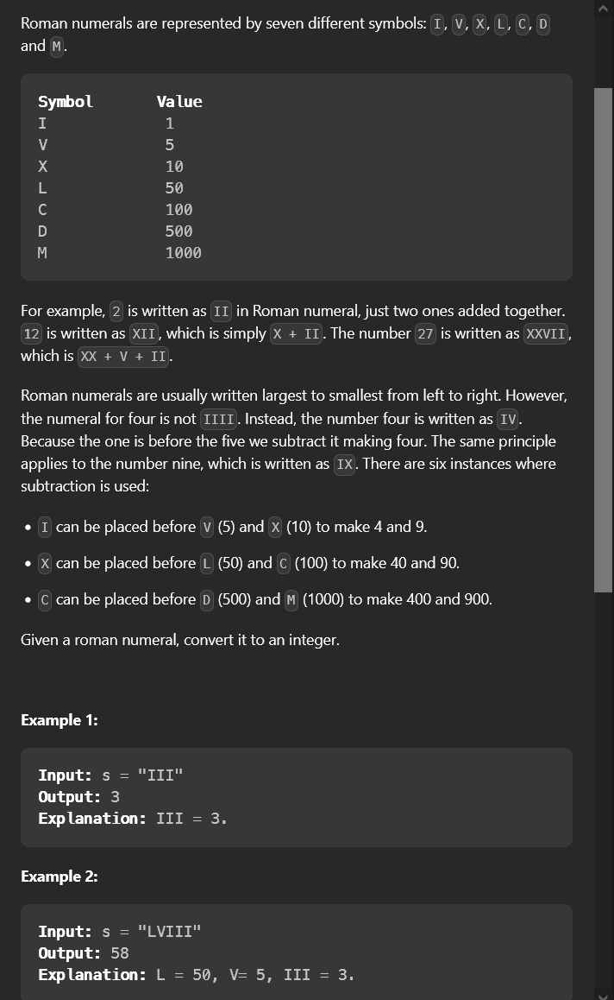 Roman numerals are represented by seven different symbols: I, V, X, L, C, D
and M.
Symbol Value
I 1
V 5
X 10
L 50
C 100
D 500
M 1000
For example, 2 is written as II in Roman numeral, just two ones added together.
12 is written as XII, which is simply X + II. The number 27 is written as XXVII,
which is XX + V + II.
Roman numerals are usually written largest to smallest from left to right. However,
the numeral for four is not IIII. Instead, the number four is written as IV.
Because the one is before the five we subtract it making four. The same principle
applies to the number nine, which is written as IX. There are six instances where
subtraction is used:
• I can be placed before V (5) and X (10) to make 4 and 9.
• X can be placed before L (50) and C (100) to make 40 and 90.
• C can be placed before D (500) and M (1000) to make 400 and 900.
Given a roman numeral, convert it to an integer.
Example 1:
Input: s = "III"
Output: 3
Explanation: III = 3.
Example 2:
Input: s = "LVIII"
Output: 58
Explanation: L = 50, V= 5, III = 3.